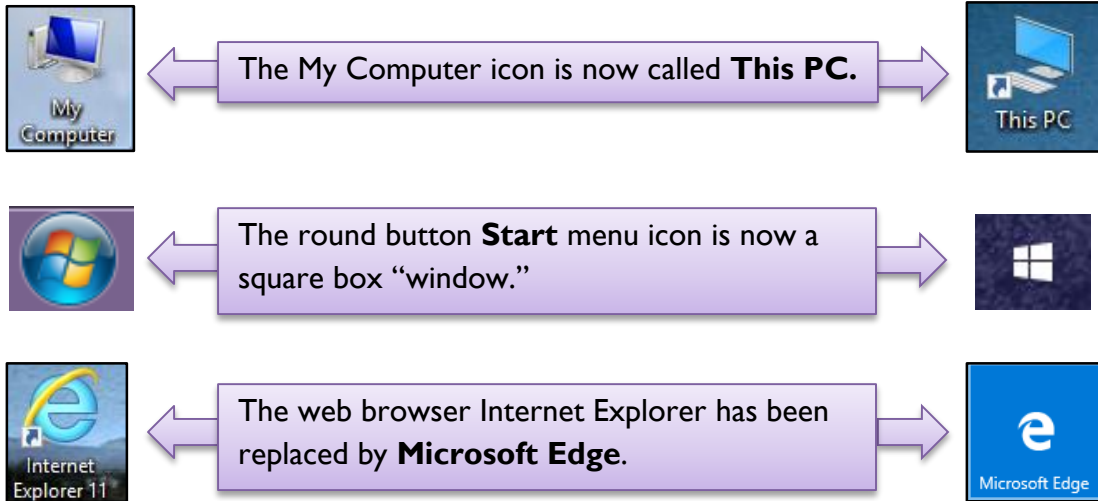 My
Computer
The My Computer icon is now called This PC.
This PC
The round button Start menu icon is now a
square box “window.”
Internet
Explorer 11
The web browser Internet Explorer has been
replaced by Microsoft Edge.
Microsoft Edge